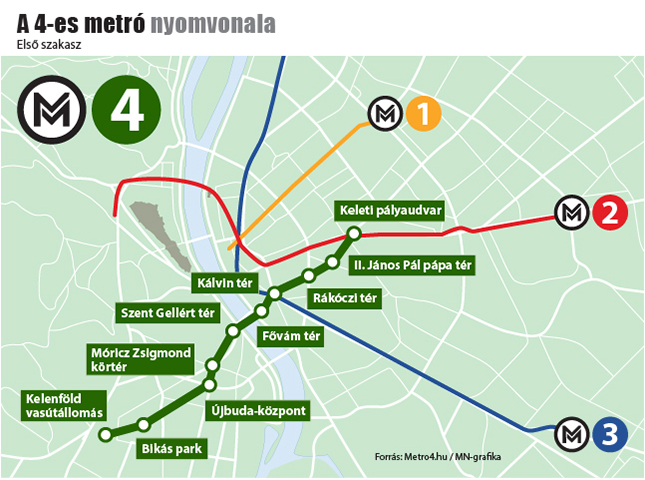 A 4-es metró nyomvonala
Első szakasz
M 4
M 1
M 2
Keleti pályaudvar
II. János Pál pápa tér
Kálvin tér
Rákóczi tér
Szent Gellért tér
Fővám tér
Móricz Zsigmond
körtér
Kelenföld
vasútállomás
Újbuda-központ
Bikás park
M 3
Forrás: Metro4.hu / MN-grafika